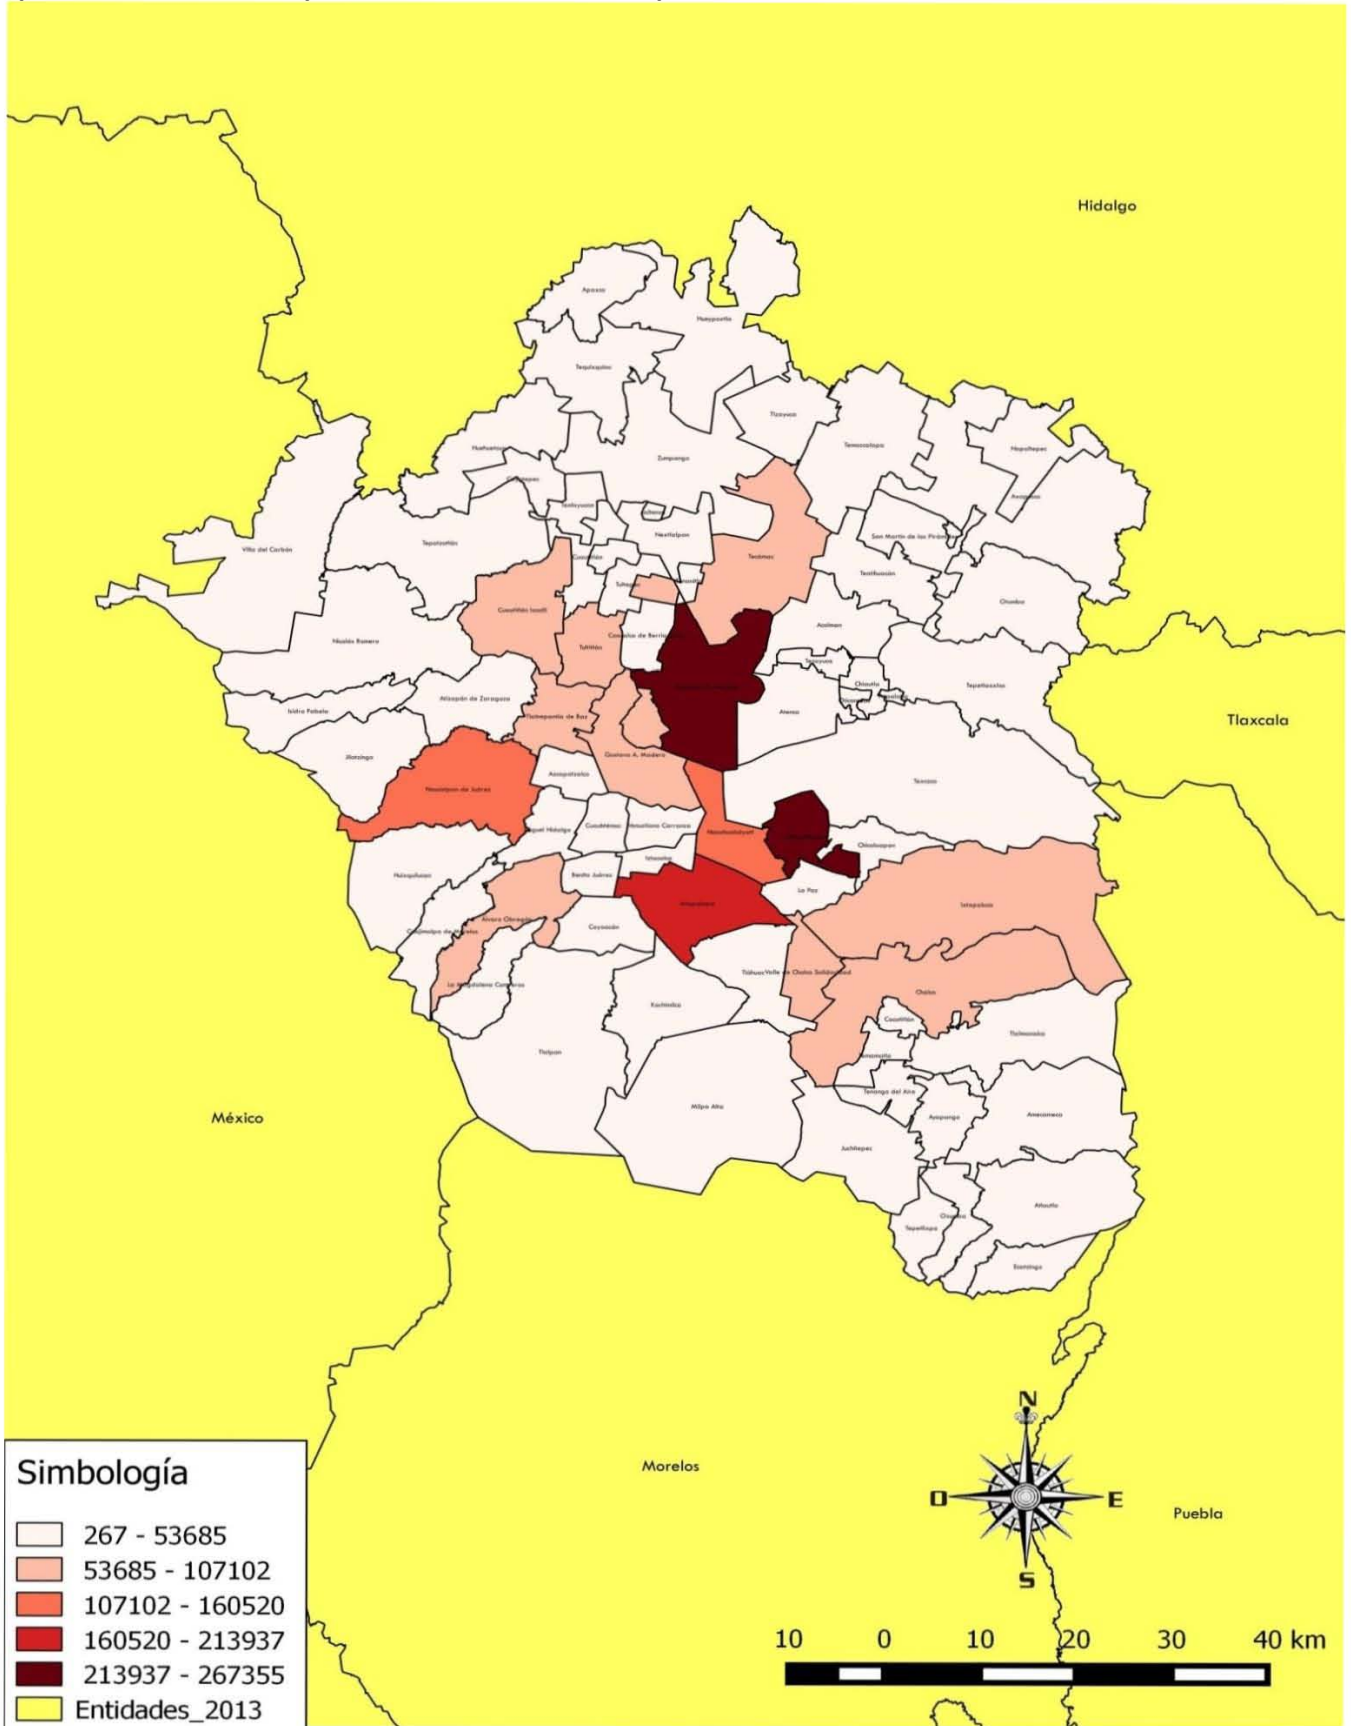 Hidalgo
Apaxco
Hueypoxtla
Tequixquiac
Tizayuca
Huehuetoca
Temascalapa
Nopaltepec
Zumpango
Coyotepec
Axapusco
Teoloyucan
Nextlalpan
San Martín de las Pirámides
Tepotzotlán
Villa del Carbón
Cuautitlán
Tecámac
Teotihuacán
Tultepec
Otumba
Cuautitlán Izcalli
Acolman
Nicolás Romero
Coacalco de Berrio
Tultitlán
Tezoyuca
Chiautla
Tepetlaoxtoc
Atizapán de Zaragoza
Isidro Fabela
Atenco
Tlalnepantla de Baz
Tlaxcala
Jilotzingo
Gustavo A. Madero
Azcapotzalco
Texcoco
Naucalpan de Juárez
Miguel Hidalgo
Cuauhtémoc
Venustiano Carranza
Nezahualcóyotl
Chicoloapan
Iztacalco
Huixquilucan
Benito Juárez
La Paz
Iztapalapa
Ixtapaluca
Álvaro Obregón
Coyoacán
Cuajimalpa de Morelos
Tláhuac
Valle de Chalco Solidaridad
La Magdalena Contreras
Chalco
Xochimilco
Cocotitlán
Tlalmanalco
Tlalpan
Temamatla
Tenango del Aire
Milpa Alta
Ayapango
Amecameca
México
Juchitepec
Atlautla
Ozumba
Tepetlixpa
Ecatzingo
N
Simbología
Morelos
O
E
Puebla
267 - 53685
53685 - 107102
S
107102 - 160520
160520 - 213937
10 0 10 20 30 40 km
213937 - 267355
Entidades_2013